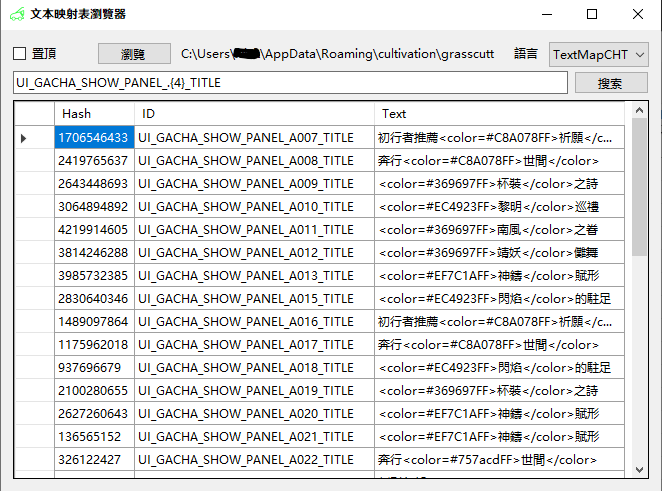 文本映射表瀏覽器
置頂 瀏覽 C:\Users\ \AppData\Roaming\cultivation\grasscutt 語言 TextMapCHT
UI_GACHA_SHOW_PANEL_.{4}_TITLE 搜索
Hash ID Text
1706546433 UI_GACHA_SHOW_PANEL_A007_TITLE 初行者推薦<color=#C8A078FF>祈願</c...
2419765637 UI_GACHA_SHOW_PANEL_A008_TITLE 奔行<color=#C8A078FF>世間</color>
2643448693 UI_GACHA_SHOW_PANEL_A009_TITLE <color=#369697FF>杯裝</color>之詩
3064894892 UI_GACHA_SHOW_PANEL_A010_TITLE <color=#EC4923FF>黎明</color>巡禮
4219914605 UI_GACHA_SHOW_PANEL_A011_TITLE <color=#369697FF>南風</color>之眷
3814246288 UI_GACHA_SHOW_PANEL_A012_TITLE <color=#369697FF>靖妖</color>儺舞
3985732385 UI_GACHA_SHOW_PANEL_A013_TITLE <color=#EF7C1AFF>神鑄</color>賦形
2830640346 UI_GACHA_SHOW_PANEL_A015_TITLE <color=#EC4923FF>閃焰</color>的駐足
1489097864 UI_GACHA_SHOW_PANEL_A016_TITLE 初行者推薦<color=#C8A078FF>祈願</c...
1175962018 UI_GACHA_SHOW_PANEL_A017_TITLE 奔行<color=#C8A078FF>世間</color>
937696679 UI_GACHA_SHOW_PANEL_A018_TITLE <color=#EC4923FF>閃焰</color>的駐足
2100280655 UI_GACHA_SHOW_PANEL_A019_TITLE <color=#369697FF>杯裝</color>之詩
2627260643 UI_GACHA_SHOW_PANEL_A020_TITLE <color=#EF7C1AFF>神鑄</color>賦形
136565152 UI_GACHA_SHOW_PANEL_A021_TITLE <color=#EF7C1AFF>神鑄</color>賦形
326122427 UI_GACHA_SHOW_PANEL_A022_TITLE 奔行<color=#757acdFF>世間</color>